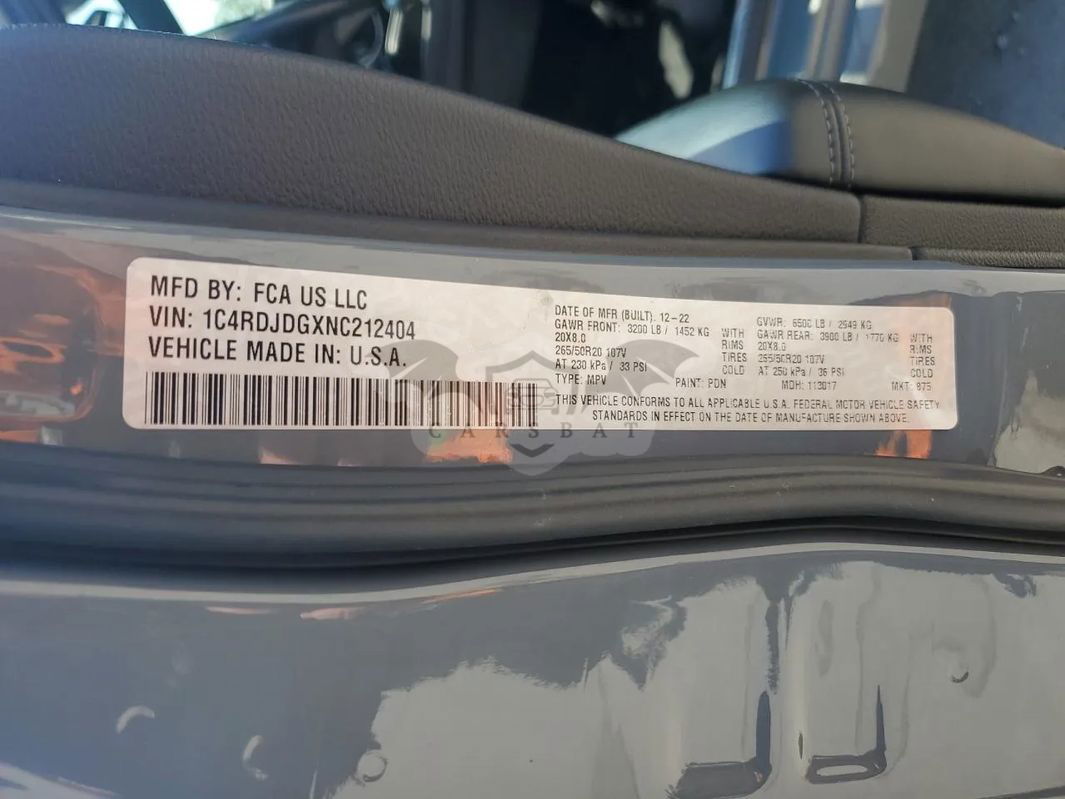 MFD BY: FCA US LLC
VIN: 1C4RDJDGXNC212404
VEHICLE MADE IN: U.S.A.
DATE OF MFR (BUILT). 12-22
GAWR FRONT: 3200 LB / 1452 KG WITH
20X8.0 RIMS
265/50R20 107V TIRES
AT 230 kPa / 33 PSI COLD
TYPE: MPV PAINT: PDN
GVWR: 6500 LB / 2949 KG
GAWR REAR: 3900 LB / 1770 KG WITH
20X8.0 RIMS
265/50R20 107V TIRES
AT 250 kPa / 36 PSI COLD
MDH: 113017 MKT: 875
THIS VEHICLE CONFORMS TO ALL APPLICABLE U.S.A. FEDERAL MOTOR VEHICLE SAFETY
STANDARDS IN EFFECT ON THE DATE OF MANUFACTURE SHOWN ABOVE.
CARSBAT